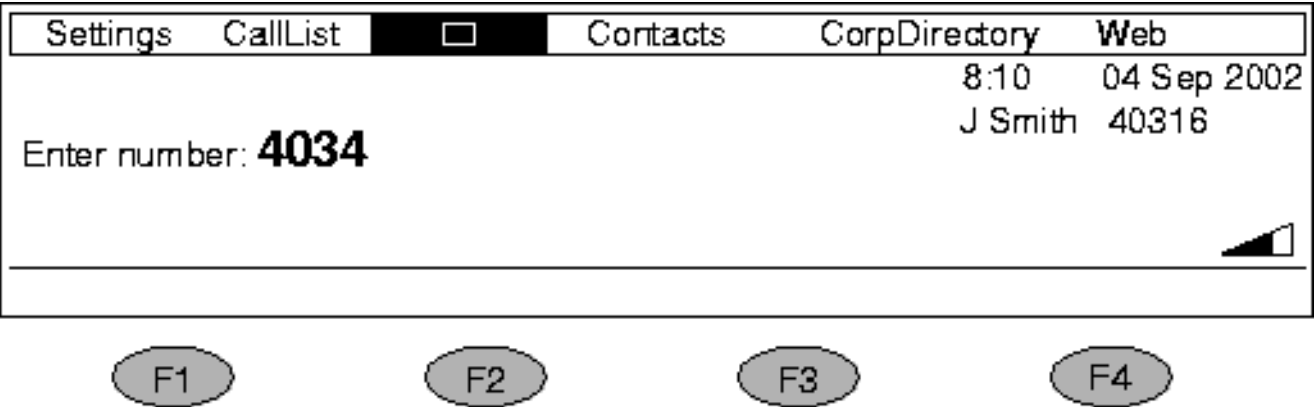 Settings CallList Contacts CorpDirectory Web
8:10 04 Sep 2002
J Smith 40316
Enter number: 4034
F1 F2 F3 F4